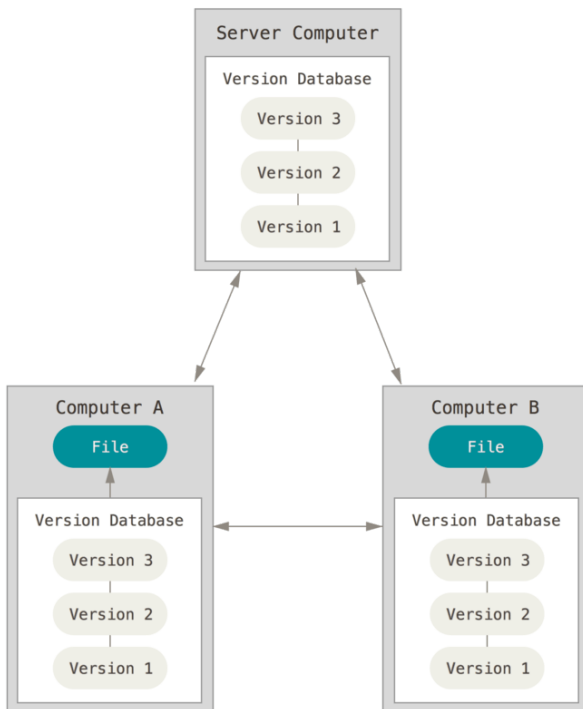 Server Computer
Version Database
Version 3
Version 2
Version 1
Computer A
File
Version Database
Version 3
Version 2
Version 1
Computer B
File
Version Database
Version 3
Version 2
Version 1